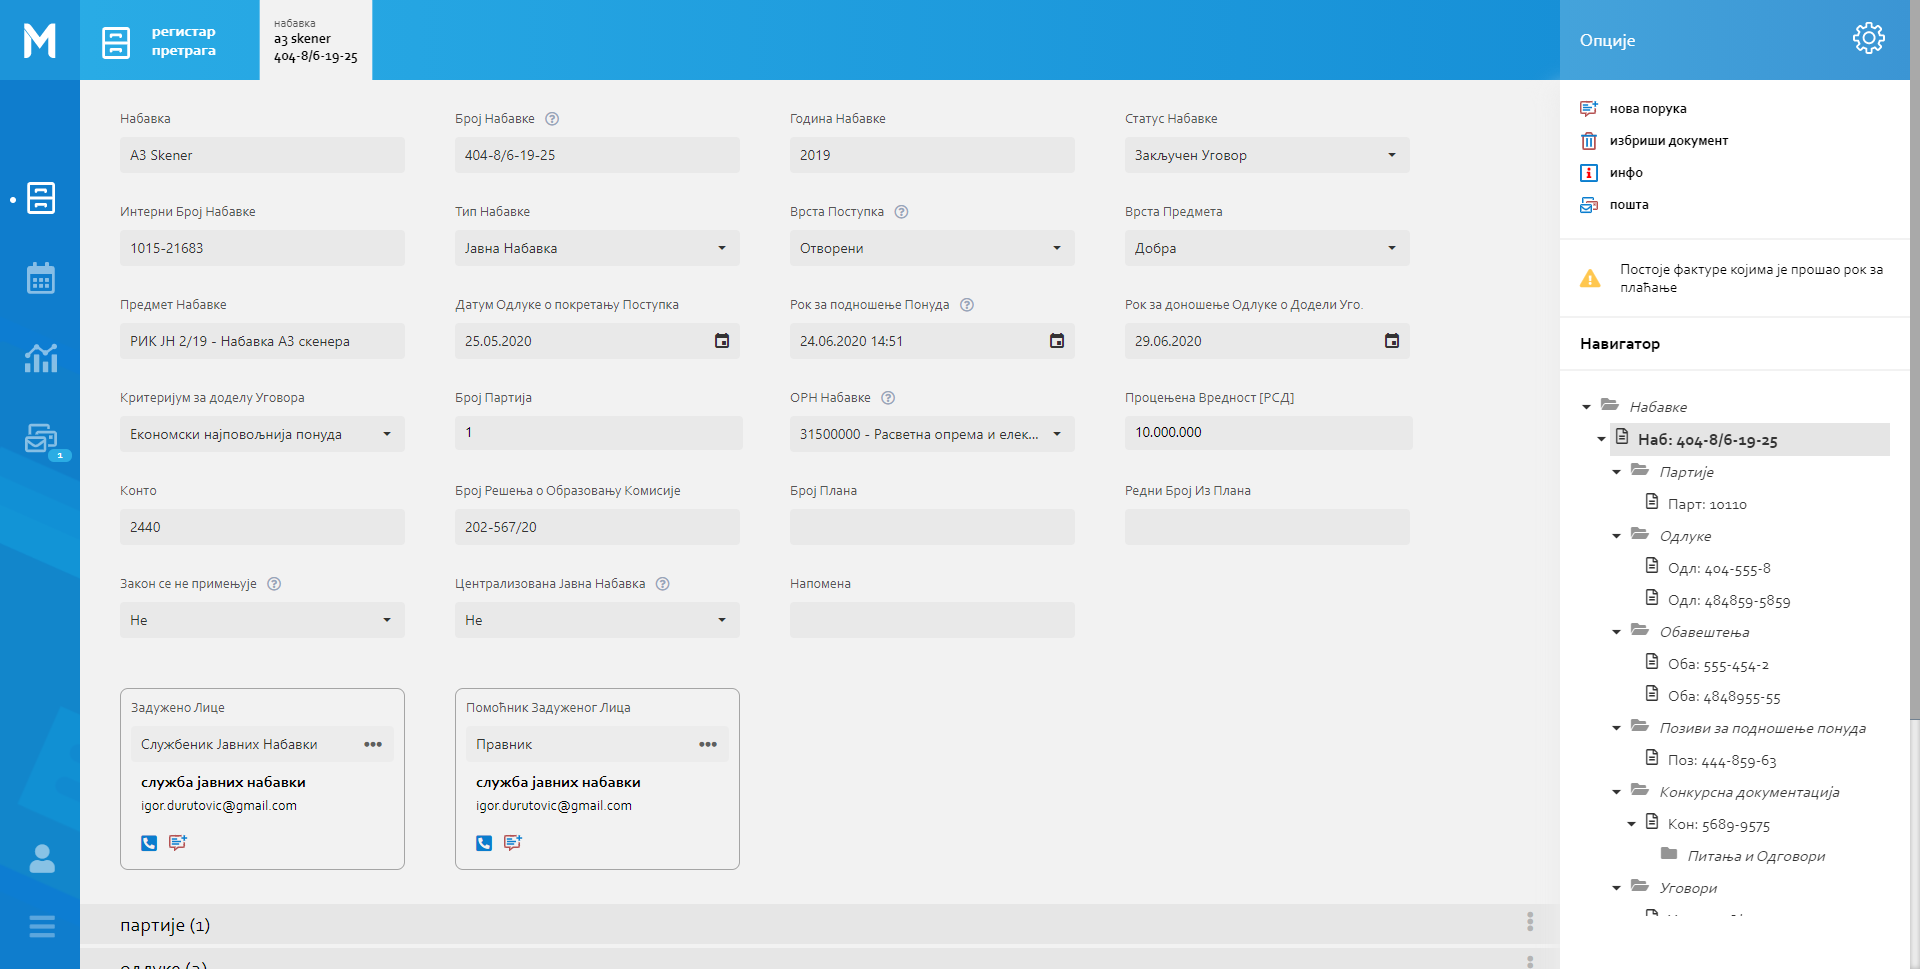 регистар
претрага
набавка
a3 skener
404-8/6-19-25
Опције
Набавка
Број Набавке
Година Набавке
Статус Набавке
A3 Skener
404-8/6-19-25
2019
Закључен Уговор
Интерни Број Набавке
Тип Набавке
Врста Поступка
Врста Предмета
1015-21683
Јавна Набавка
Отворени
Добра
Предмет Набавке
Датум Одлуке о покретању Поступка
Рок за подношење Понуда
Рок за доношење Одлуке о Додели Уго.
РИК ЈН 2/19 - Набавка А3 скенера
25.05.2020
24.06.2020 14:51
29.06.2020
Критеријум за доделу Уговора
Број Партија
ОРН Набавке
Процењена Вредност [РСД]
Економски најповољнија понуда
1
31500000 - Расветна опрема и елек...
10.000.000
Конто
Број Решења о Образовању Комисије
Број Плана
Редни Број Из Плана
2440
202-567/20
Закон се не примењује
Централизована Јавна Набавка
Напомена
Не
Не
Задужено Лице
Службеник Јавних Набавки
служба јавних набавки
igor.durutovic@gmail.com
Помоћник Задуженог Лица
Правник
служба јавних набавки
igor.durutovic@gmail.com
1
партије (1)
нова порука
избриши документ
инфо
пошта
Постоје фактуре којима је прошао рок за
плаћање
Навигатор
Набавке
Наб: 404-8/6-19-25
Партије
Парт: 10110
Одлуке
Одл: 404-555-8
Одл: 484859-5859
Обавештења
Оба: 555-454-2
Оба: 4848955-55
Позиви за подношење понуда
Поз: 444-859-63
Конкурсна документација
Кон: 5689-9575
Питања и Одговори
Уговори